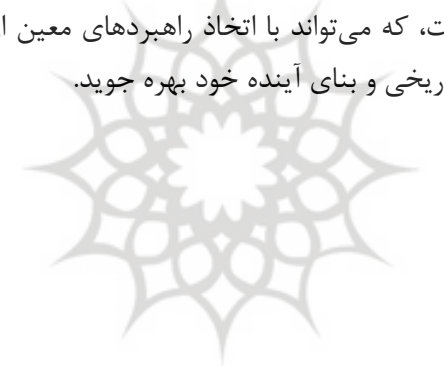 ت، که می‌تواند با اتخاذ راهبردهای معین
ریخی و بنای آینده خود بهره جوید.